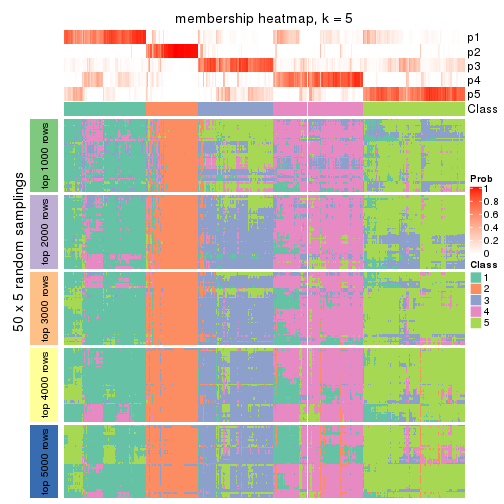 membership heatmap, k = 5
p1
p2
p3
p4
p5
Class
50 x 5 random samplings
top 1000 rows
top 2000 rows
top 3000 rows
top 4000 rows
top 5000 rows
Prob
1
0.8
0.6
0.4
0.2
0
Class
1
2
3
4
5